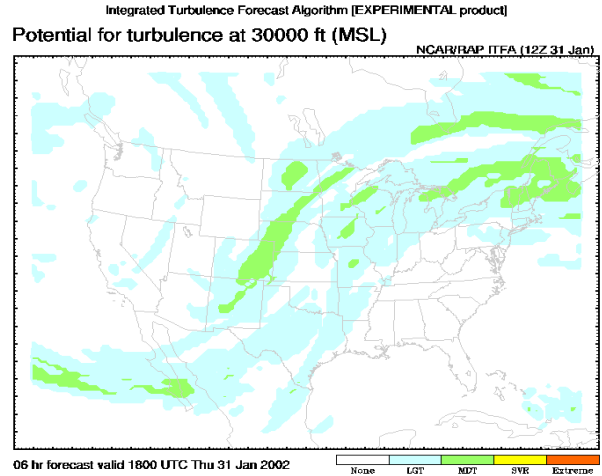 Integrated Turbulence Forecast Algorithm [EXPERIMENTAL product]
Potential for turbulence at 30000 ft (MSL)
NCAR/RAP ITFA (12Z 31 Jan)
06 hr forecast valid 1800 UTC Thu 31 Jan 2002
None LGT MDT SVR Extreme